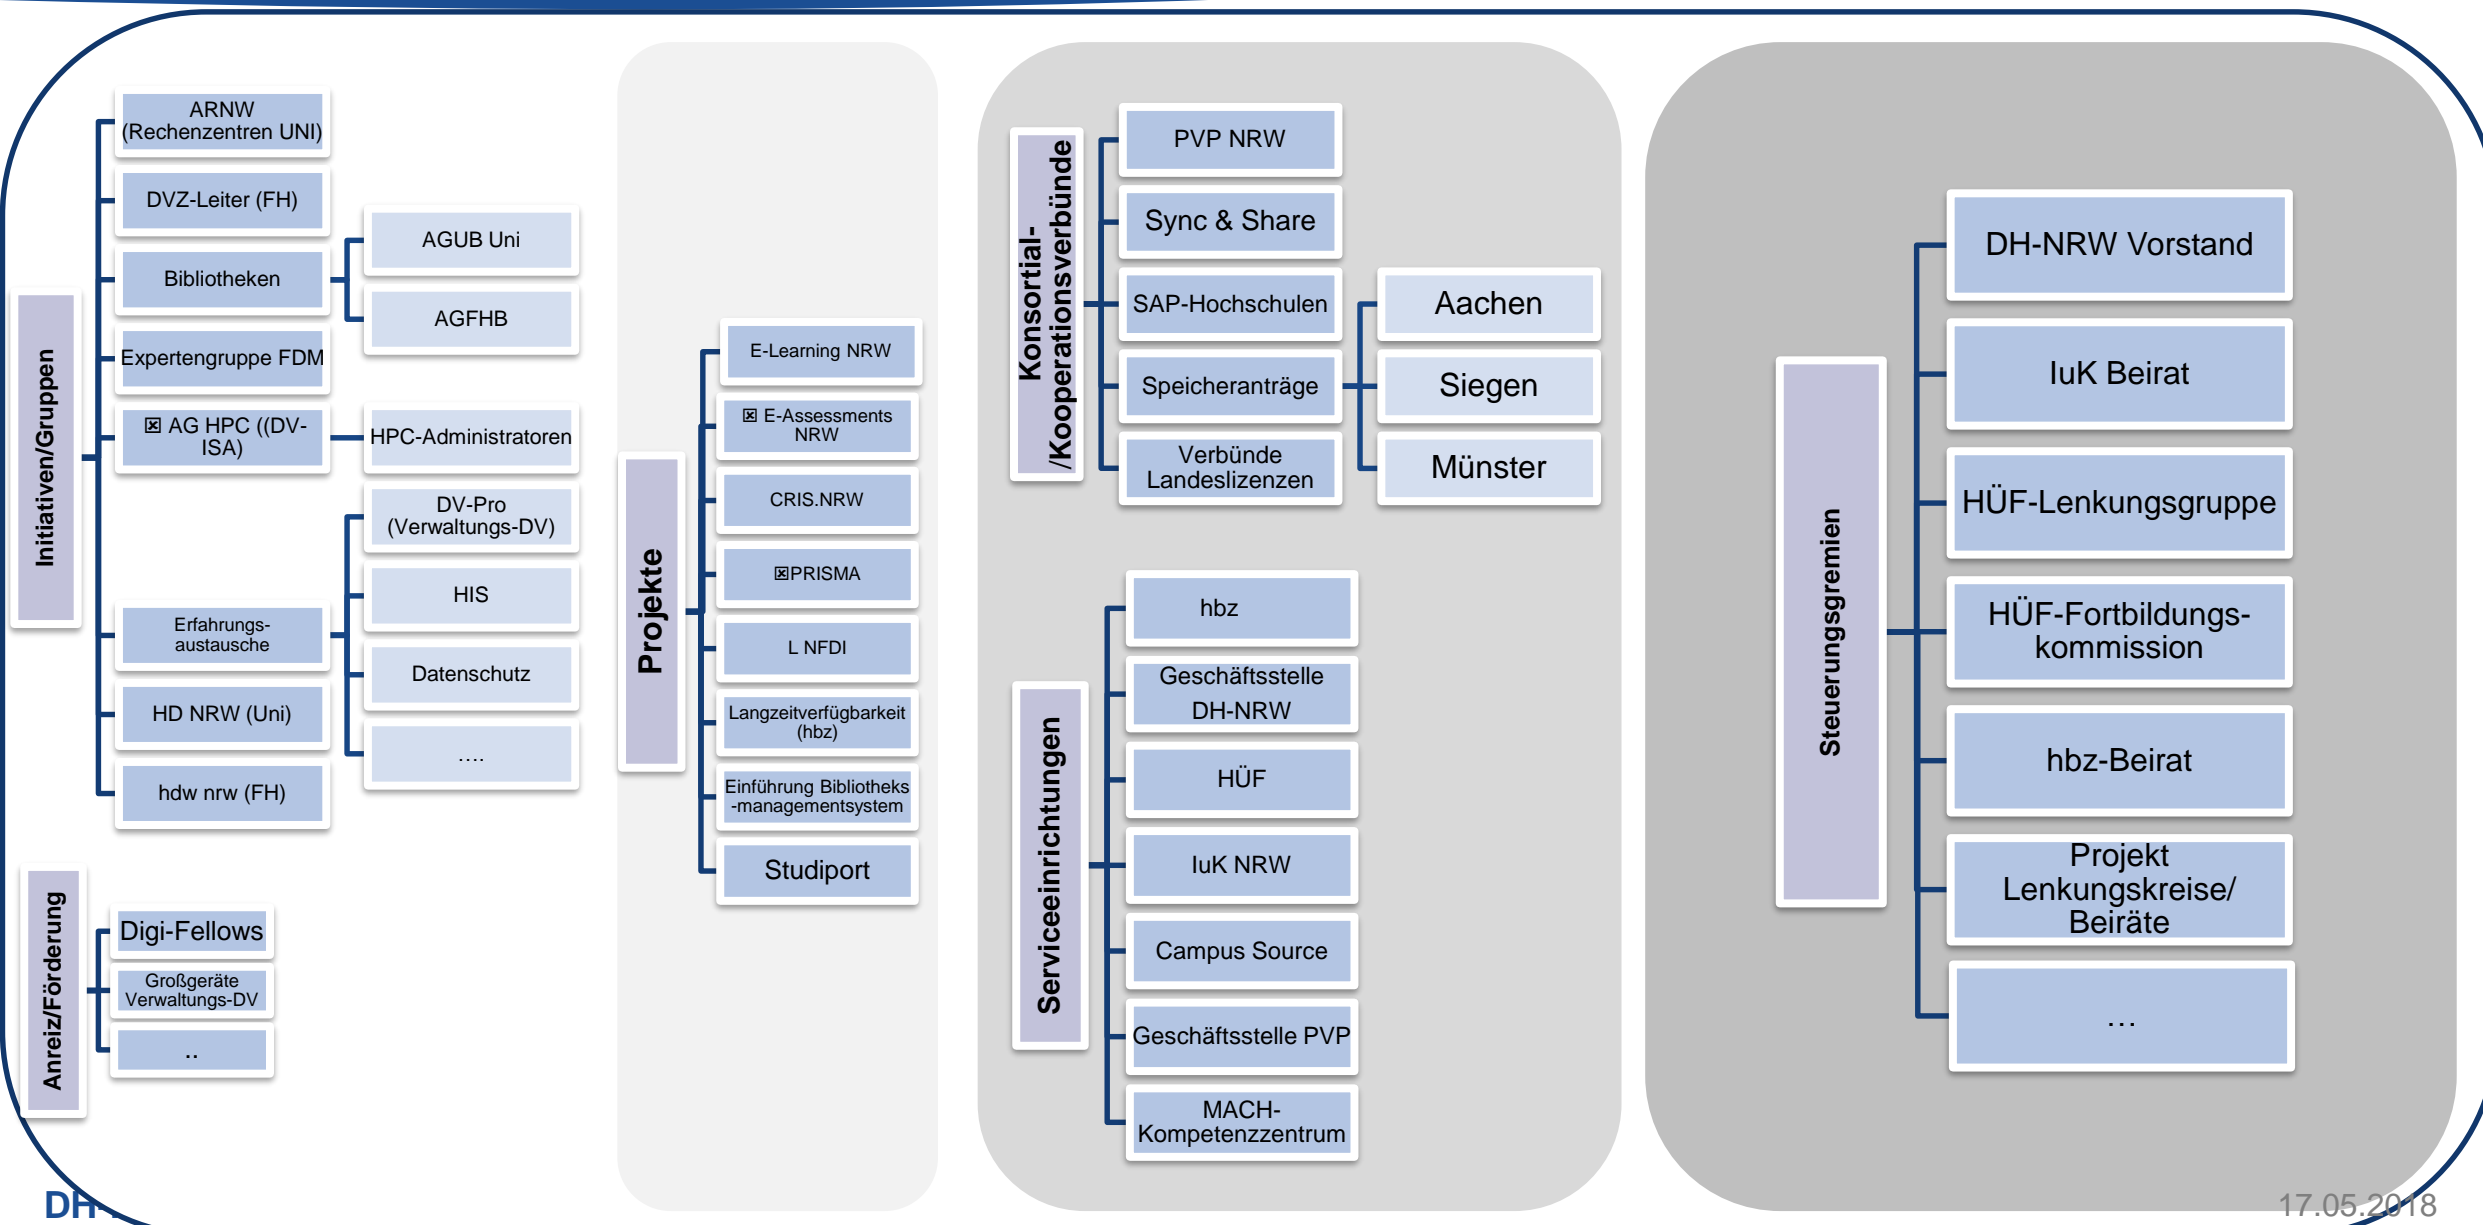 Initiativen/Gruppen
ARNW
(Rechenzentren UNI)
DVZ-Leiter (FH)
Bibliotheken
AGUB Uni
AGFHB
Expertengruppe FDM
☒ AG HPC ((DV-
ISA)
HPC-Administratoren
Erfahrungs-
austausche
DV-Pro
(Verwaltungs-DV)
HIS
Datenschutz
....
HD NRW (Uni)
hdw nrw (FH)
Anreiz/Förderung
Digi-Fellows
Großgeräte
Verwaltungs-DV
..
Projekte
E-Learning NRW
☒ E-Assessments
NRW
CRIS.NRW
☒PRISMA
L NFDI
Langzeitverfügbarkeit
(hbz)
Einführung Bibliotheks
-managementsystem
Studiport
Konsortial-
/Kooperationsverbünde
PVP NRW
Sync & Share
SAP-Hochschulen
Speicheranträge
Aachen
Siegen
Münster
Verbünde
Landeslizenzen
Serviceeinrichtungen
hbz
Geschäftsstelle
DH-NRW
HÜF
IuK NRW
Campus Source
Geschäftsstelle PVP
MACH-
Kompetenzzentrum
Steuerungsgremien
DH-NRW Vorstand
IuK Beirat
HÜF-Lenkungsgruppe
HÜF-Fortbildungs-
kommission
hbz-Beirat
Projekt
Lenkungskreise/
Beiräte
...
DH-
17.05.2018